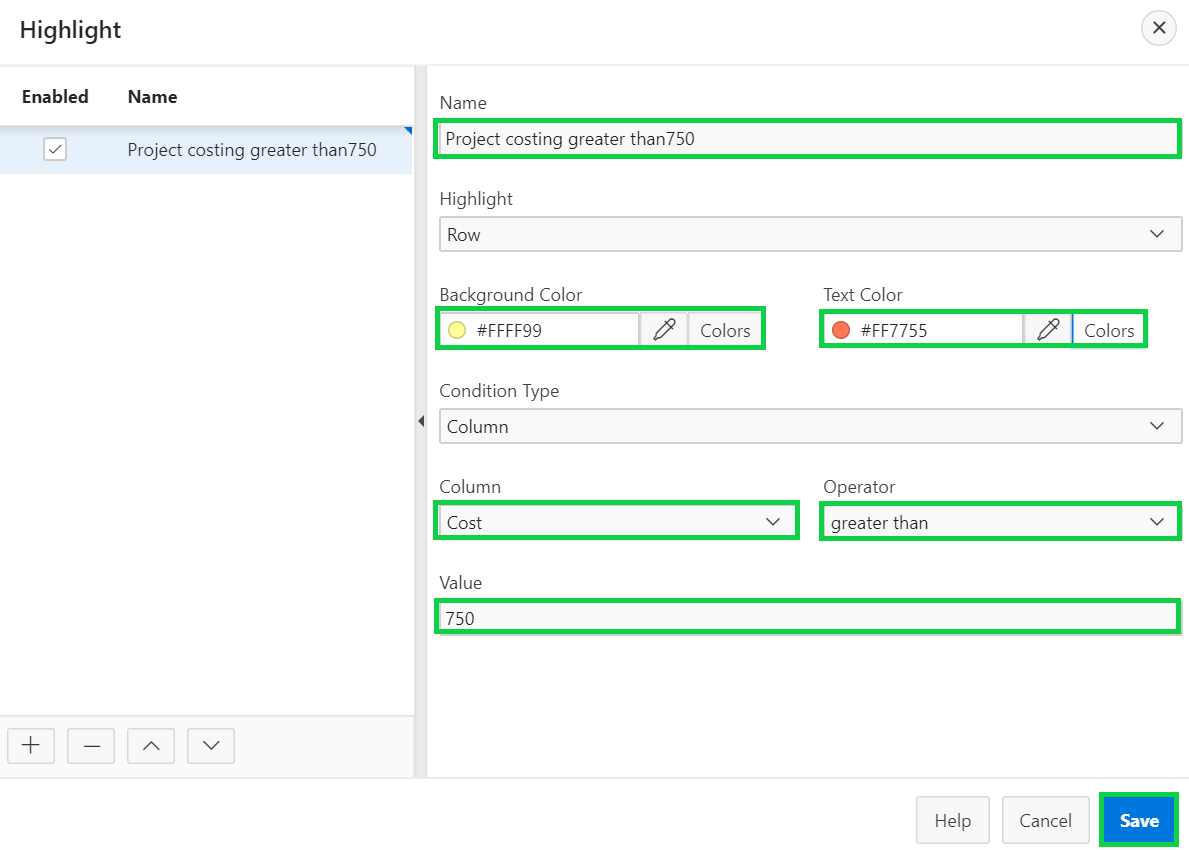 Highlight
Enabled Name
Project costing greater than750
Name
Project costing greater than750
Highlight
Row
Background Color Text Color
#FFFF99 Colors #FF7755 Colors
Condition Type
Column
Column Operator
Cost greater than
Value
750
Help Cancel Save